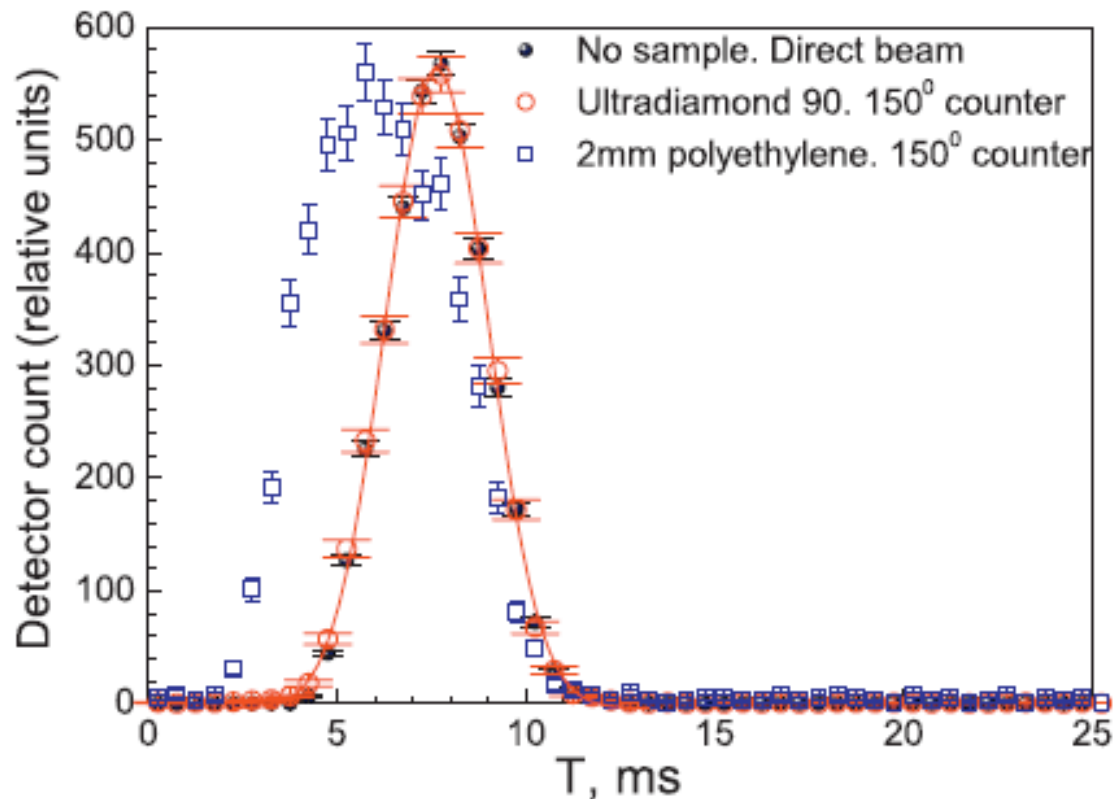 600
500
400
300
200
100
0
Detector count (relative units)
No sample. Direct beam
Ultradiamond 90. 150⁰ counter
2mm polyethylene. 150⁰ counter
0 5 10 15 20 25
T, ms